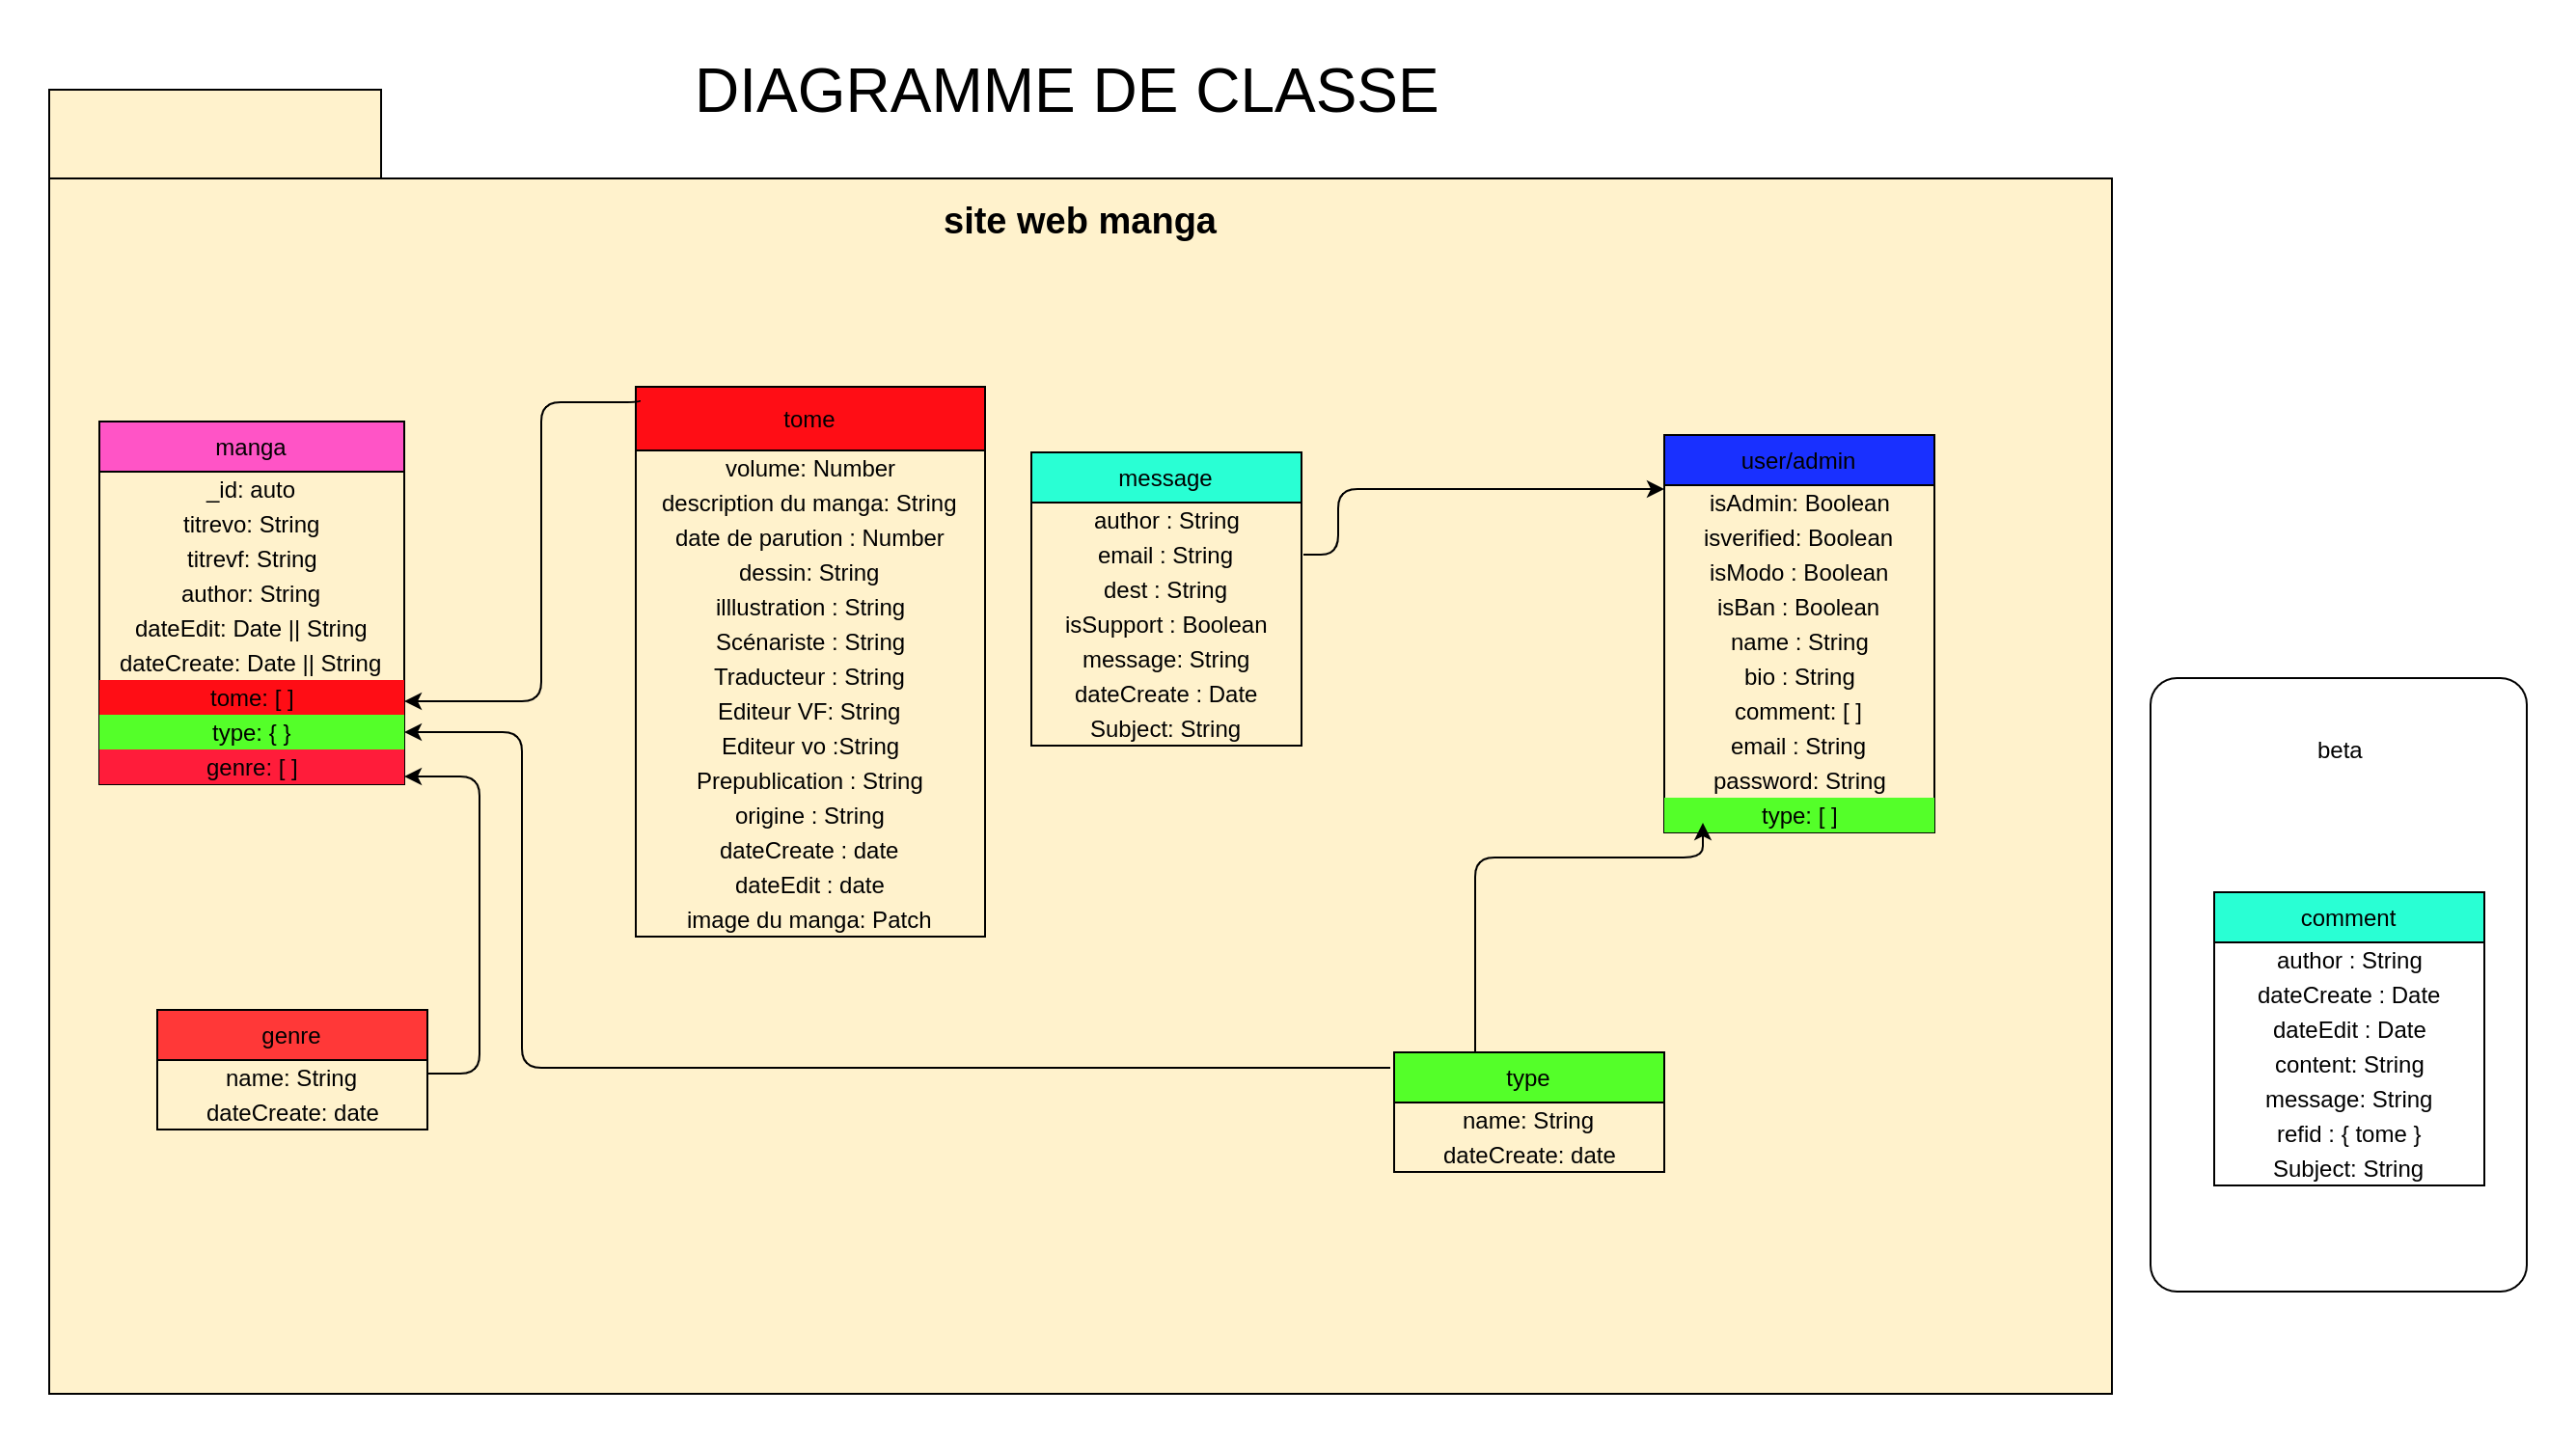 DIAGRAMME DE CLASSE
site web manga
manga
_id: auto
titrevo: String
titrevf: String
author: String
dateEdit: Date || String
dateCreate: Date || String
tome: [ ]
type: { }
genre: [ ]
tome
volume: Number
description du manga: String
date de parution : Number
dessin: String
illlustration : String
Scénariste : String
Traducteur : String
Editeur VF: String
Editeur vo :String
Prepublication : String
origine : String
dateCreate : date
dateEdit : date
image du manga: Patch
message
author : String
email : String
dest : String
isSupport : Boolean
message: String
dateCreate : Date
Subject: String
user/admin
isAdmin: Boolean
isverified: Boolean
isModo : Boolean
isBan : Boolean
name : String
bio : String
comment: [ ]
email : String
password: String
type: [ ]
genre
name: String
dateCreate: date
type
name: String
dateCreate: date
beta
comment
author : String
dateCreate : Date
dateEdit : Date
content: String
message: String
refid : { tome }
Subject: String